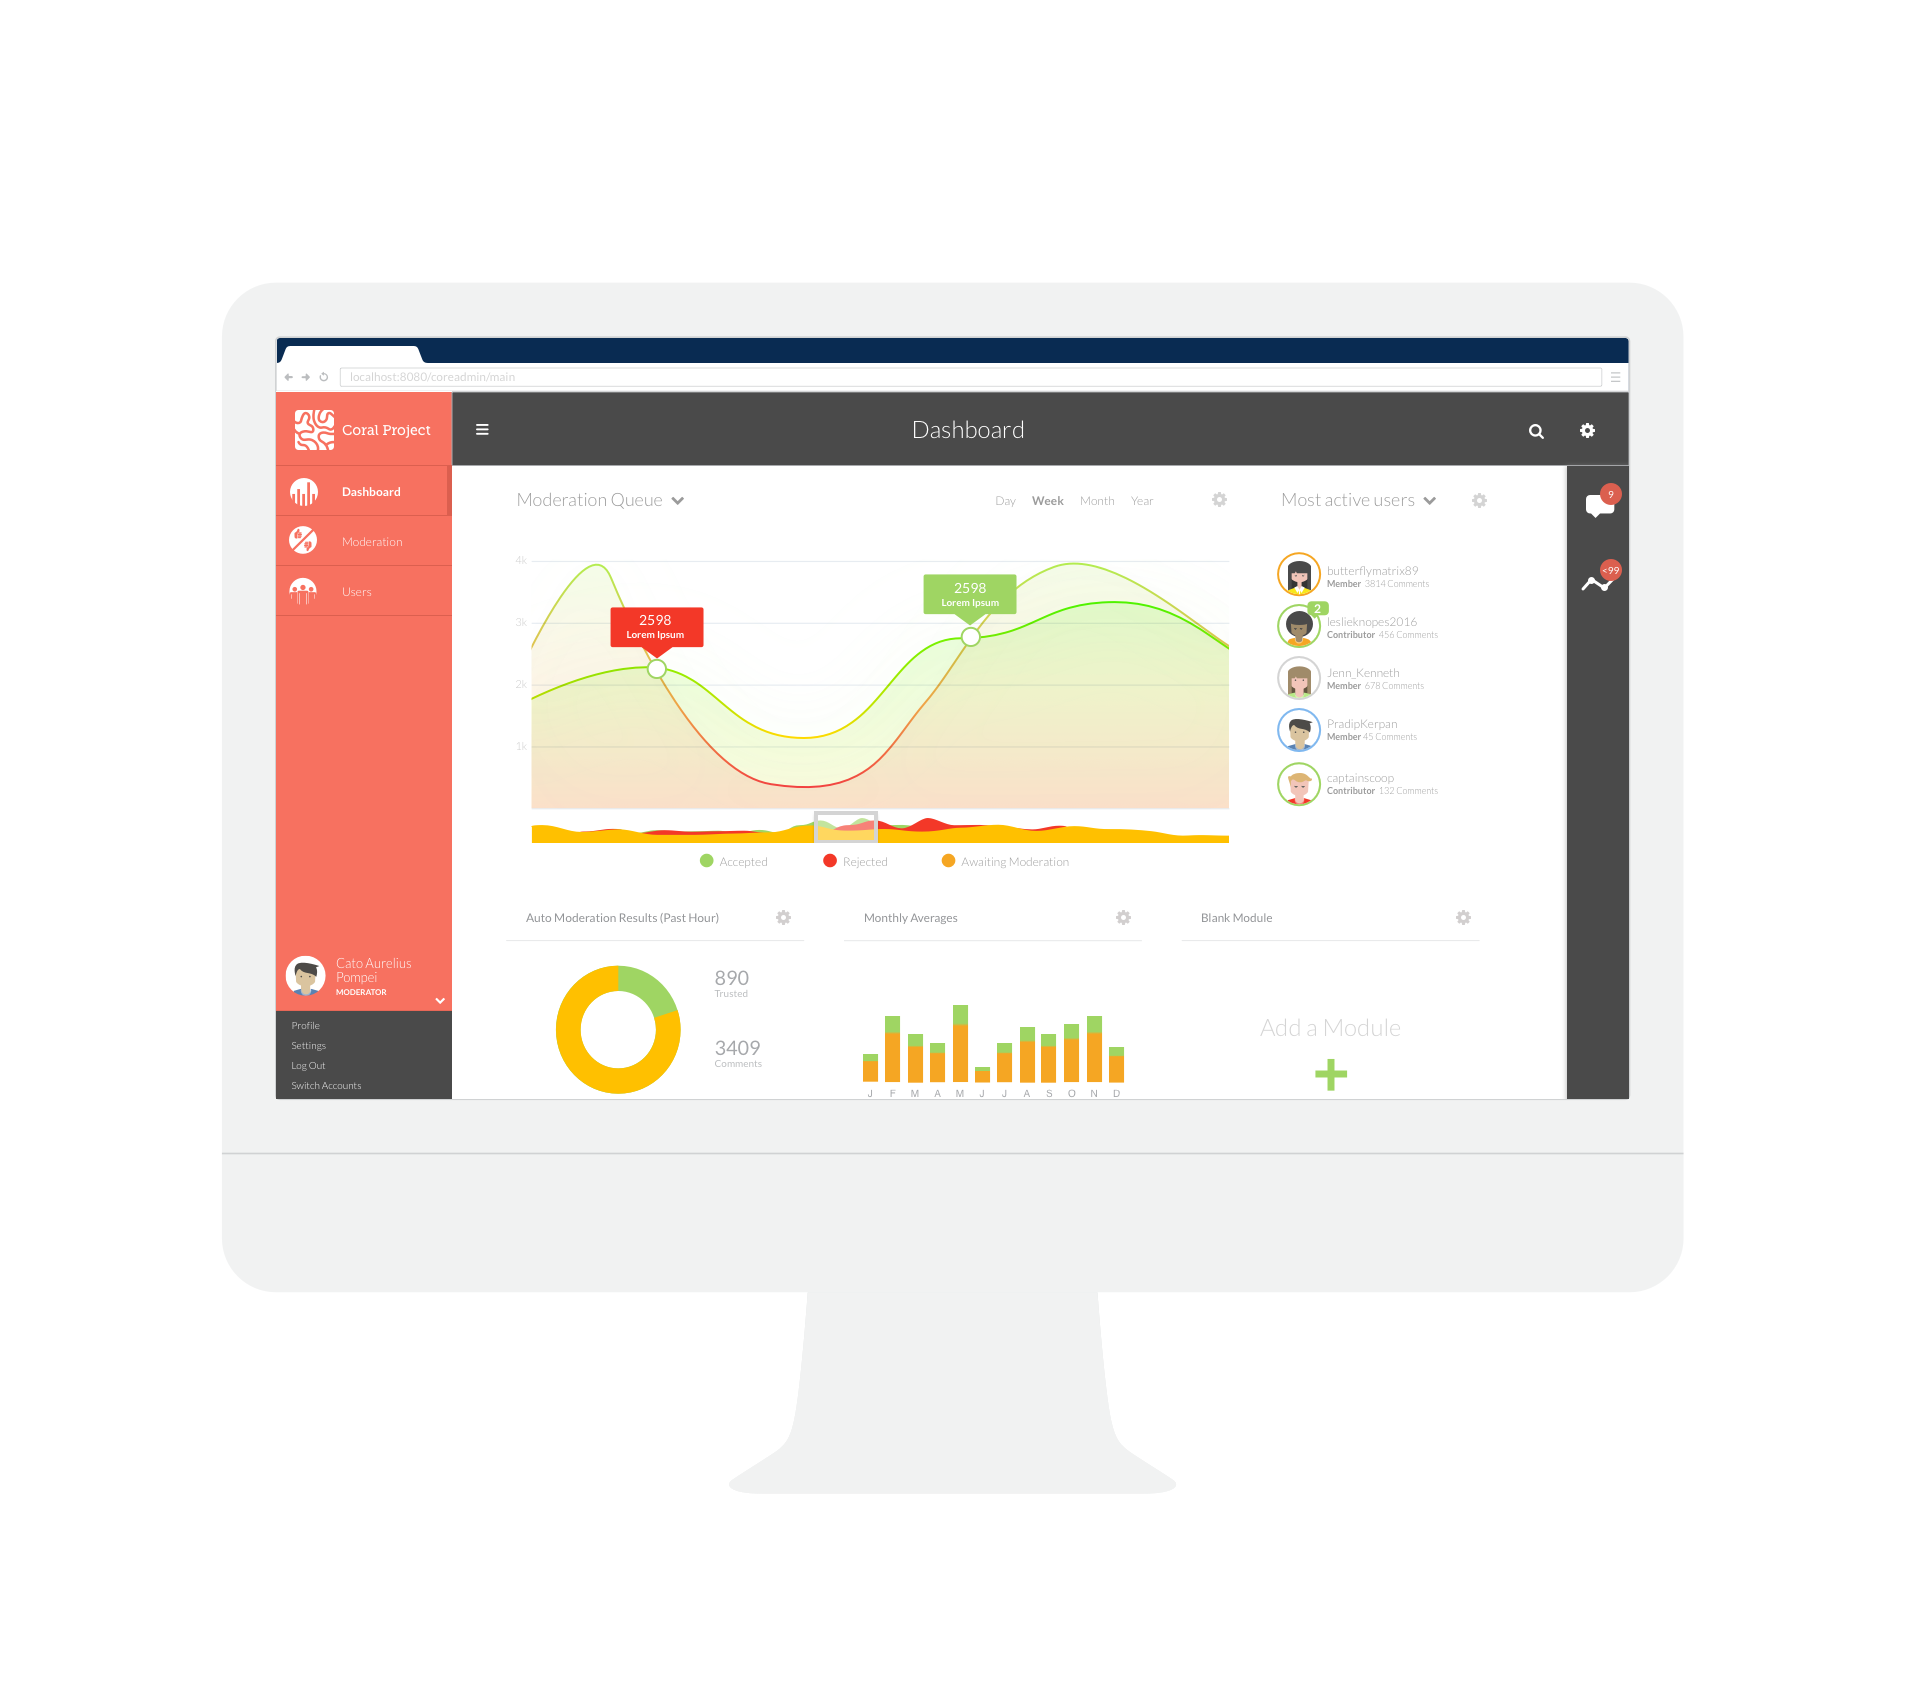 localhost:8080/coreadmin/main
Coral Project
Dashboard
Dashboard
Moderation
Users
Moderation Queue
Day Week Month Year
4k
3k
2k
1k
2598
Lorem Ipsum
2598
Lorem Ipsum
Accepted Rejected Awaiting Moderation
Most active users
butterflymatrix89
Member 3814 Comments
2
leslieknopes2016
Contributor 456 Comments
Jenn_Kenneth
Member 678 Comments
PradipKerpan
Member 45 Comments
captainscoop
Contributor 132 Comments
9
<99
Auto Moderation Results (Past Hour)
890
Trusted
3409
Comments
Monthly Averages
J F M A M J J A S O N D
Blank Module
Add a Module
Cato Aurelius
Pompei
MODERATOR
Profile
Settings
Log Out
Switch Accounts